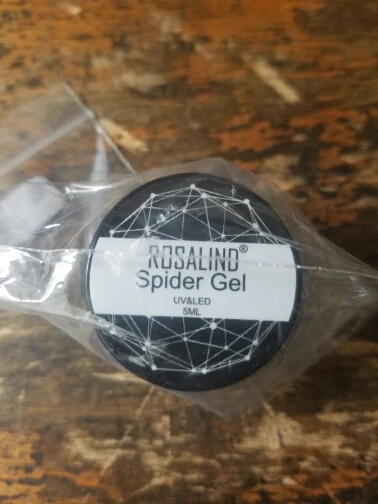 ROSALIND®
Spider Gel
UV&LED
5ML